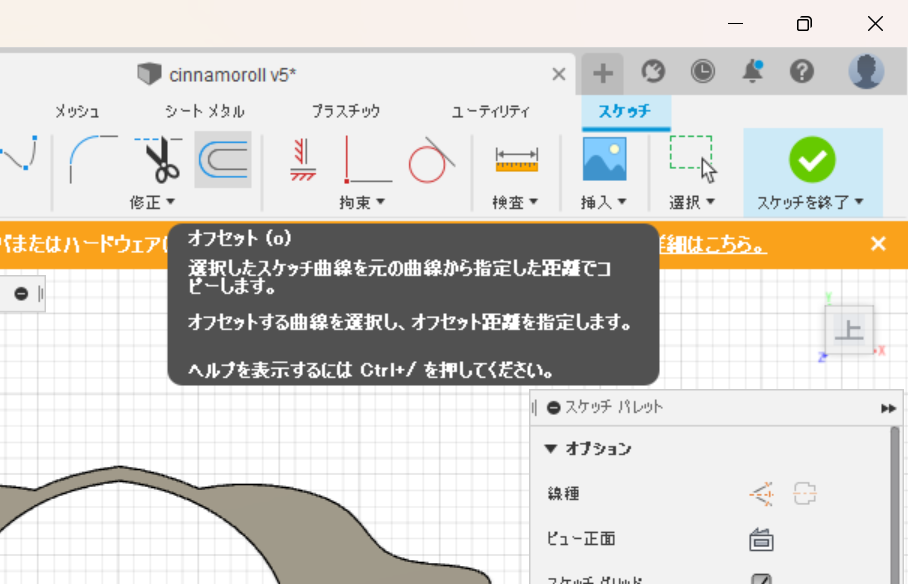 cinnamoroll v5*
メッシュ シート メタル プラスチック ユーティリティ スケッチ
修正 拘束 検査 挿入 選択 スケッチを終了
またはハードウェア
詳細はこちら。
オフセット (o)
選択したスケッチ曲線を元の曲線から指定した距離でコ
ピーします。
オフセットする曲線を選択し、オフセット距離を指定します。
ヘルプを表示するには Ctrl+/ を押してください。
Y
上
X
Z
スケッチ パレット
オプション
線種
ビュー正面
スケッチ グリッド